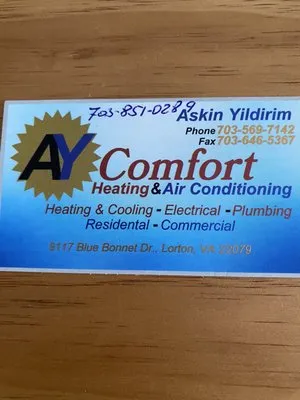 703-851-0289
Askin Yildirim
Phone 703-569-7142
Fax 703-646-5367
AY Comfort
Heating & Air Conditioning
Heating & Cooling - Electrical - Plumbing
Residental - Commercial
8117 Blue Bonnet Dr., Lorton, VA 22079